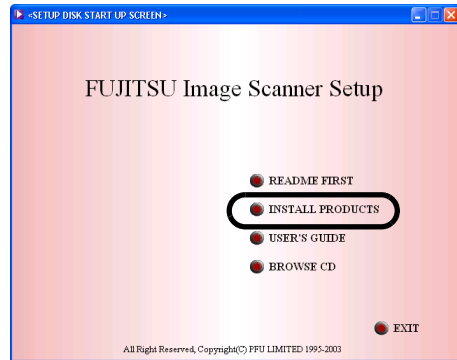 <SETUP DISK START UP SCREEN>
FUJITSU Image Scanner Setup
README FIRST
INSTALL PRODUCTS
USER'S GUIDE
BROWSE CD
EXIT
All Right Reserved, Copyright(C) PFU LIMITED 1995-2003